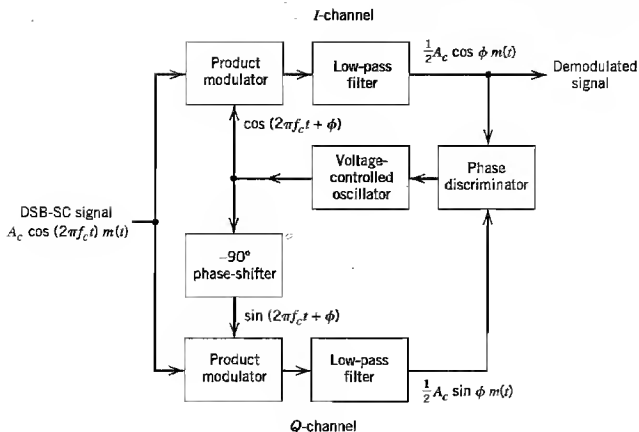 I-channel
Product
modulator
Low-pass
filter
½A_c cos ϕ m(t)
Demodulated
signal
cos (2πf_ct + ϕ)
Voltage-
controlled
oscillator
Phase
discriminator
DSB-SC signal
A_c cos (2πf_ct) m(t)
−90°
phase-shifter
sin (2πf_ct + ϕ)
Product
modulator
Low-pass
filter
½A_c sin ϕ m(t)
Q-channel